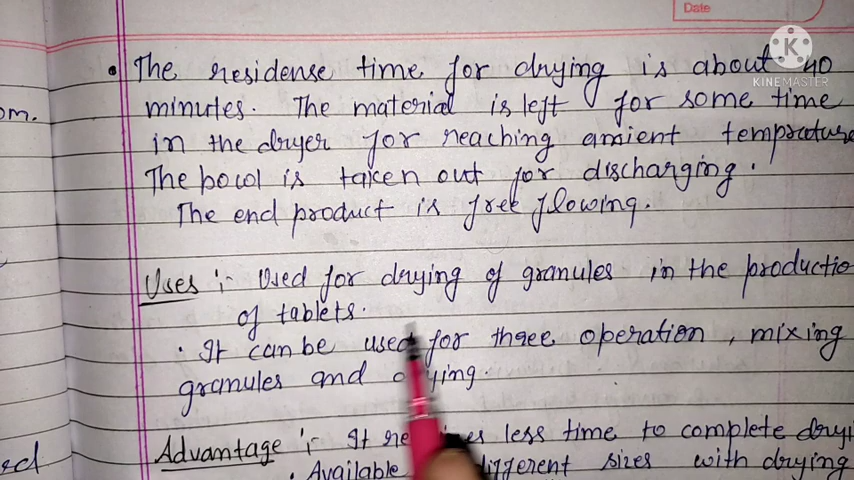 Date
KINEMASTER
• The residense time for drying is about 40
minutes. The material is left for some time
in the dryer for reaching amient temprature
The bowl is taken out for discharging.
The end product is free flowing.
Uses :- Used for drying of granules in the productio
of tablets.
• It can be used for three operation, mixing
granules and
Advantage :- It less time to complete dryi
• Available different sizes with drying
om.
ed